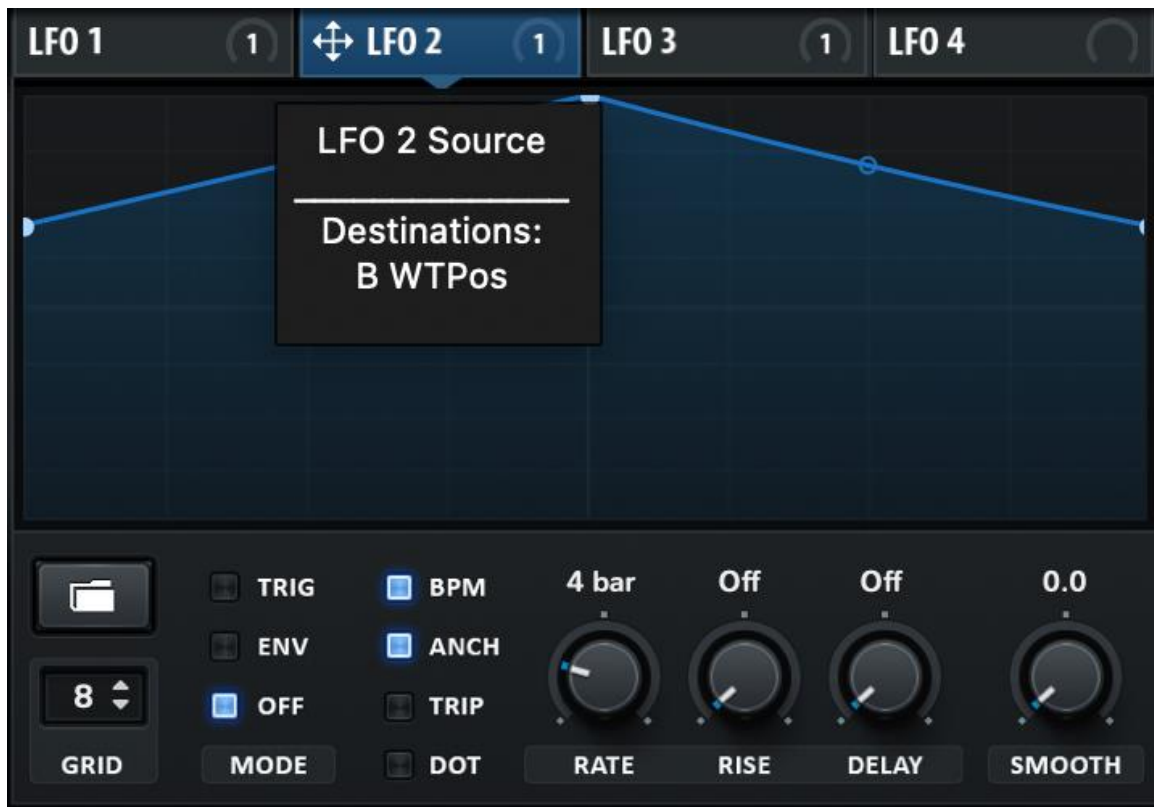 LFO 1 1 LFO 2 1 LFO 3 1 LFO 4
LFO 2 Source
Destinations:
B WTPos
TRIG BPM 4 bar Off Off 0.0
ENV ANCH
8 OFF TRIP
GRID MODE DOT RATE RISE DELAY SMOOTH